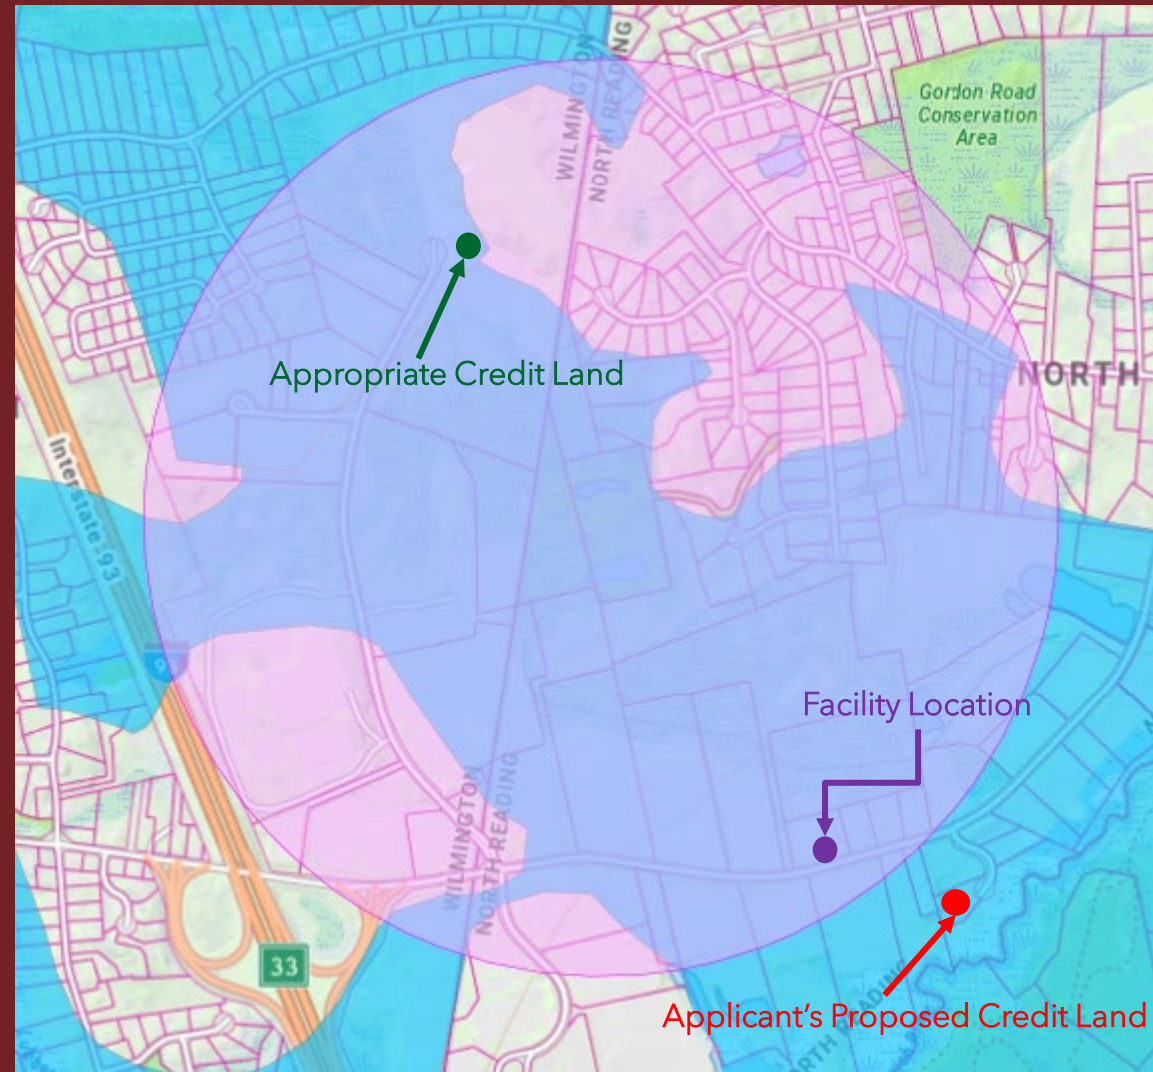 WILMINGTON
NORTH READING
Gordon Road
Conservation
Area
Appropriate Credit Land
NORTH
Interstate 93
93
Facility Location
WILMINGTON
NORTH READING
33
Applicant's Proposed Credit Land